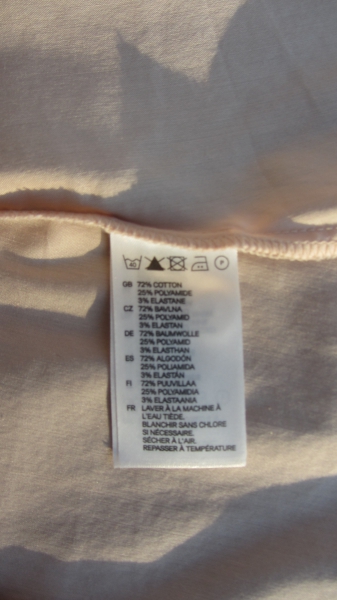 40
P
GB 72% COTTON
25% POLYAMIDE
3% ELASTANE
CZ 72% BAVLNA
25% POLYAMID
3% ELASTAN
DE 72% BAUMWOLLE
25% POLYAMID
3% ELASTHAN
ES 72% ALGODÓN
25% POLIAMIDA
3% ELASTÁN
FI 72% PUUVILLAA
25% POLYAMIDIA
3% ELASTAANIA
FR LAVER À LA MACHINE À
L'EAU TIÈDE.
BLANCHIR SANS CHLORE
SI NÉCESSAIRE.
SÉCHER À L'AIR.
REPASSER À TEMPÉRATURE